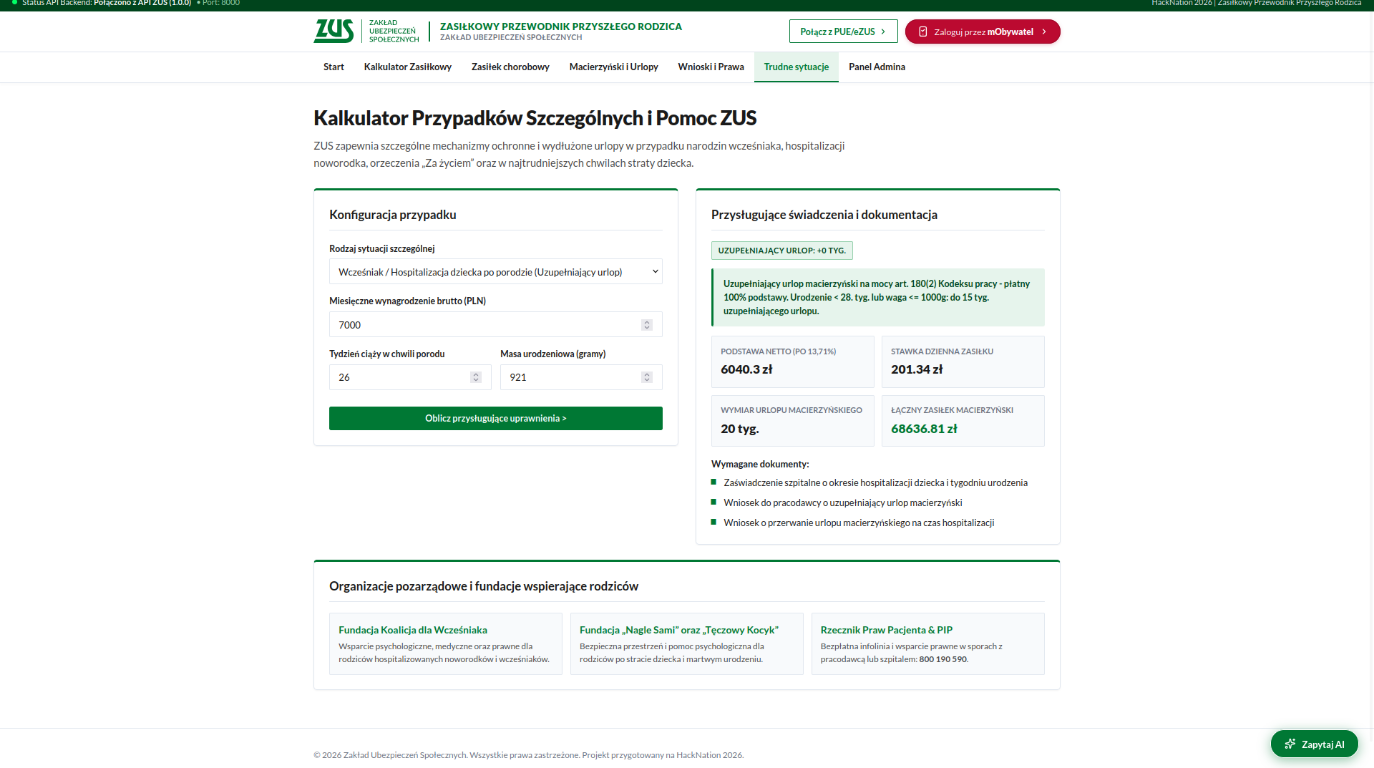 Status API Backend: Połączono z API ZUS (1.0.0) • Port: 8000
HackNation 2026 | Zasiłkowy Przewodnik Przyszłego Rodzica
ZUS
ZAKŁAD
UBEZPIECZEŃ
SPOŁECZNYCH
ZASIŁKOWY PRZEWODNIK PRZYSZŁEGO RODZICA
ZAKŁAD UBEZPIECZEŃ SPOŁECZNYCH
Połącz z PUE/eZUS >
Zaloguj przez mObywatel >
Start
Kalkulator Zasiłkowy
Zasiłek chorobowy
Macierzyński i Urlopy
Wnioski i Prawa
Trudne sytuacje
Panel Admina
Kalkulator Przypadków Szczególnych i Pomoc ZUS
ZUS zapewnia szczególne mechanizmy ochronne i wydłużone urlopy w przypadku narodzin wcześniaka, hospitalizacji
noworodka, orzeczenia „Za życiem” oraz w najtrudniejszych chwilach straty dziecka.
Konfiguracja przypadku
Rodzaj sytuacji szczególnej
Wcześniak / Hospitalizacja dziecka po porodzie (Uzupełniający urlop)
Miesięczne wynagrodzenie brutto (PLN)
7000
Tydzień ciąży w chwili porodu
Masa urodzeniowa (gramy)
26
921
Oblicz przysługujące uprawnienia >
Przysługujące świadczenia i dokumentacja
UZUPEŁNIAJĄCY URLOP: +0 TYG.
Uzupełniający urlop macierzyński na mocy art. 180(2) Kodeksu pracy - płatny
100% podstawy. Urodzenie < 28. tyg. lub waga <= 1000g: do 15 tyg.
uzupełniającego urlopu.
PODSTAWA NETTO (PO 13,71%)
6040.3 zł
STAWKA DZIENNA ZASIŁKU
201.34 zł
WYMIAR URLOPU MACIERZYŃSKIEGO
20 tyg.
ŁĄCZNY ZASIŁEK MACIERZYŃSKI
68636.81 zł
Wymagane dokumenty:
Zaświadczenie szpitalne o okresie hospitalizacji dziecka i tygodniu urodzenia
Wniosek do pracodawcy o uzupełniający urlop macierzyński
Wniosek o przerwanie urlopu macierzyńskiego na czas hospitalizacji
Organizacje pozarządowe i fundacje wspierające rodziców
Fundacja Koalicja dla Wcześniaka
Wsparcie psychologiczne, medyczne oraz prawne dla
rodziców hospitalizowanych noworodków i wcześniaków.
Fundacja „Nagle Sami” oraz „Tęczowy Kocyk”
Bezpieczna przestrzeń i pomoc psychologiczna dla
rodziców po stracie dziecka i martwym urodzeniu.
Rzecznik Praw Pacjenta & PIP
Bezpłatna infolinia i wsparcie prawne w sporach z
pracodawcą lub szpitalem: 800 190 590.
© 2026 Zakład Ubezpieczeń Społecznych. Wszystkie prawa zastrzeżone. Projekt przygotowany na HackNation 2026.
Zapytaj AI